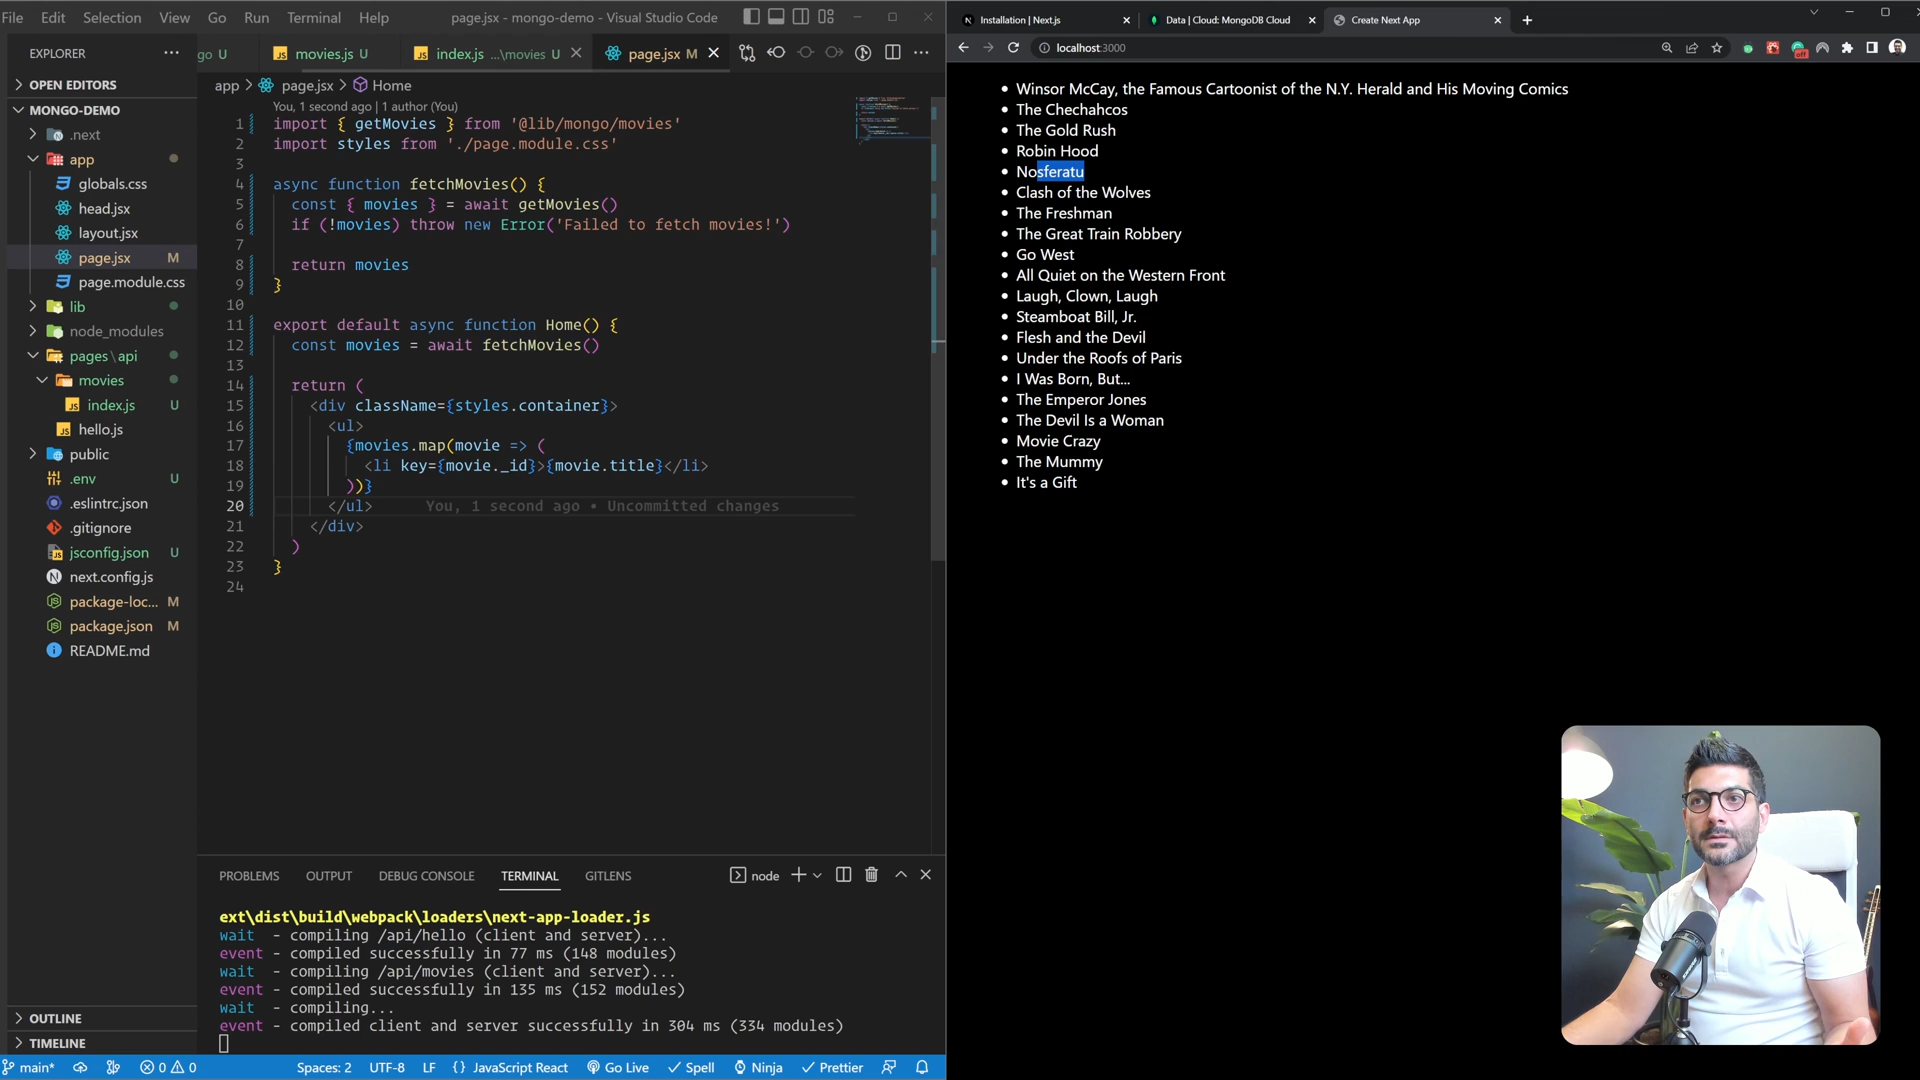 File Edit Selection View Go Run Terminal Help page.jsx - mongo-demo - Visual Studio Code
EXPLORER
OPEN EDITORS
MONGO-DEMO
.next
app
globals.css
head.jsx
layout.jsx
page.jsx M
page.module.css
lib
node_modules
pages\api
movies
index.js U
hello.js
public
.env U
.eslintrc.json
.gitignore
jsconfig.json U
next.config.js
package-loc... M
package.json M
README.md
OUTLINE
TIMELINE
go U movies.js U index.js ...\movies U page.jsx M
app > page.jsx > Home
You, 1 second ago | 1 author (You)
1 import { getMovies } from '@lib/mongo/movies'
2 import styles from './page.module.css'
3
4 async function fetchMovies() {
5 const { movies } = await getMovies()
6 if (!movies) throw new Error('Failed to fetch movies!')
7
8 return movies
9 }
10
11 export default async function Home() {
12 const movies = await fetchMovies()
13
14 return (
15 <div className={styles.container}>
16 <ul>
17 {movies.map(movie => (
18 <li key={movie._id}>{movie.title}</li>
19 ))}
20 </ul> You, 1 second ago • Uncommitted changes
21 </div>
22 )
23 }
24
PROBLEMS OUTPUT DEBUG CONSOLE TERMINAL GITLENS node
ext\dist\build\webpack\loaders\next-app-loader.js
wait - compiling /api/hello (client and server)...
event - compiled successfully in 77 ms (148 modules)
wait - compiling /api/movies (client and server)...
event - compiled successfully in 135 ms (152 modules)
wait - compiling...
event - compiled client and server successfully in 304 ms (334 modules)
main* 0 0 Spaces: 2 UTF-8 LF {} JavaScript React Go Live Spell Ninja Prettier
Installation | Next.js Data | Cloud: MongoDB Cloud Create Next App
localhost:3000
off
• Winsor McCay, the Famous Cartoonist of the N.Y. Herald and His Moving Comics
• The Chechahcos
• The Gold Rush
• Robin Hood
• Nosferatu
• Clash of the Wolves
• The Freshman
• The Great Train Robbery
• Go West
• All Quiet on the Western Front
• Laugh, Clown, Laugh
• Steamboat Bill, Jr.
• Flesh and the Devil
• Under the Roofs of Paris
• I Was Born, But...
• The Emperor Jones
• The Devil Is a Woman
• Movie Crazy
• The Mummy
• It's a Gift